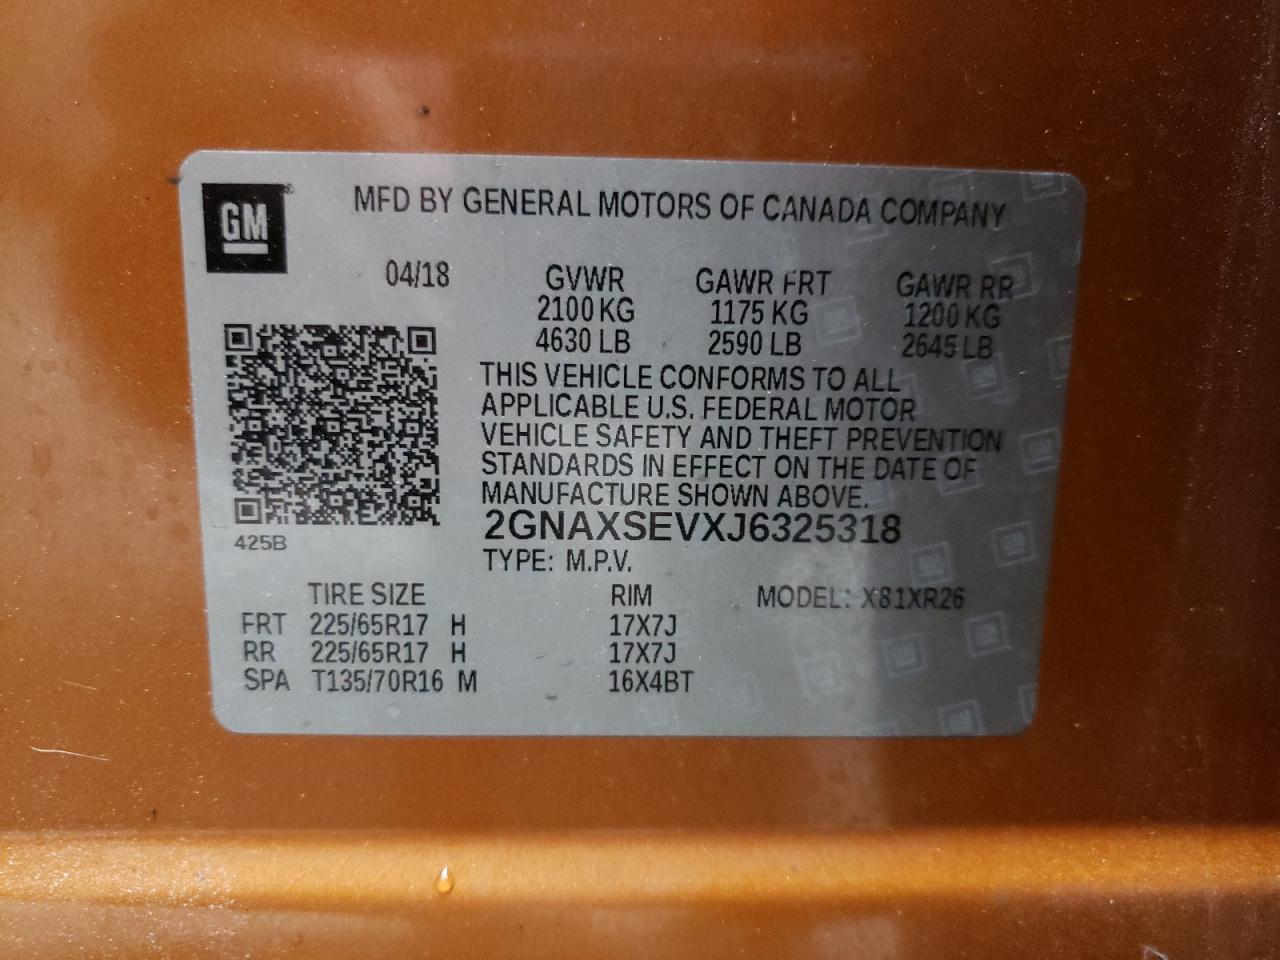 GM®
MFD BY GENERAL MOTORS OF CANADA COMPANY
04/18 GVWR GAWR FRT GAWR RR
2100 KG 1175 KG 1200 KG
4630 LB 2590 LB 2645 LB
THIS VEHICLE CONFORMS TO ALL
APPLICABLE U.S. FEDERAL MOTOR
VEHICLE SAFETY AND THEFT PREVENTION
STANDARDS IN EFFECT ON THE DATE OF
MANUFACTURE SHOWN ABOVE.
2GNAXSEVXJ6325318
425B
TYPE: M.P.V.
TIRE SIZE RIM MODEL: X81XR26
FRT 225/65R17 H 17X7J
RR 225/65R17 H 17X7J
SPA T135/70R16 M 16X4BT